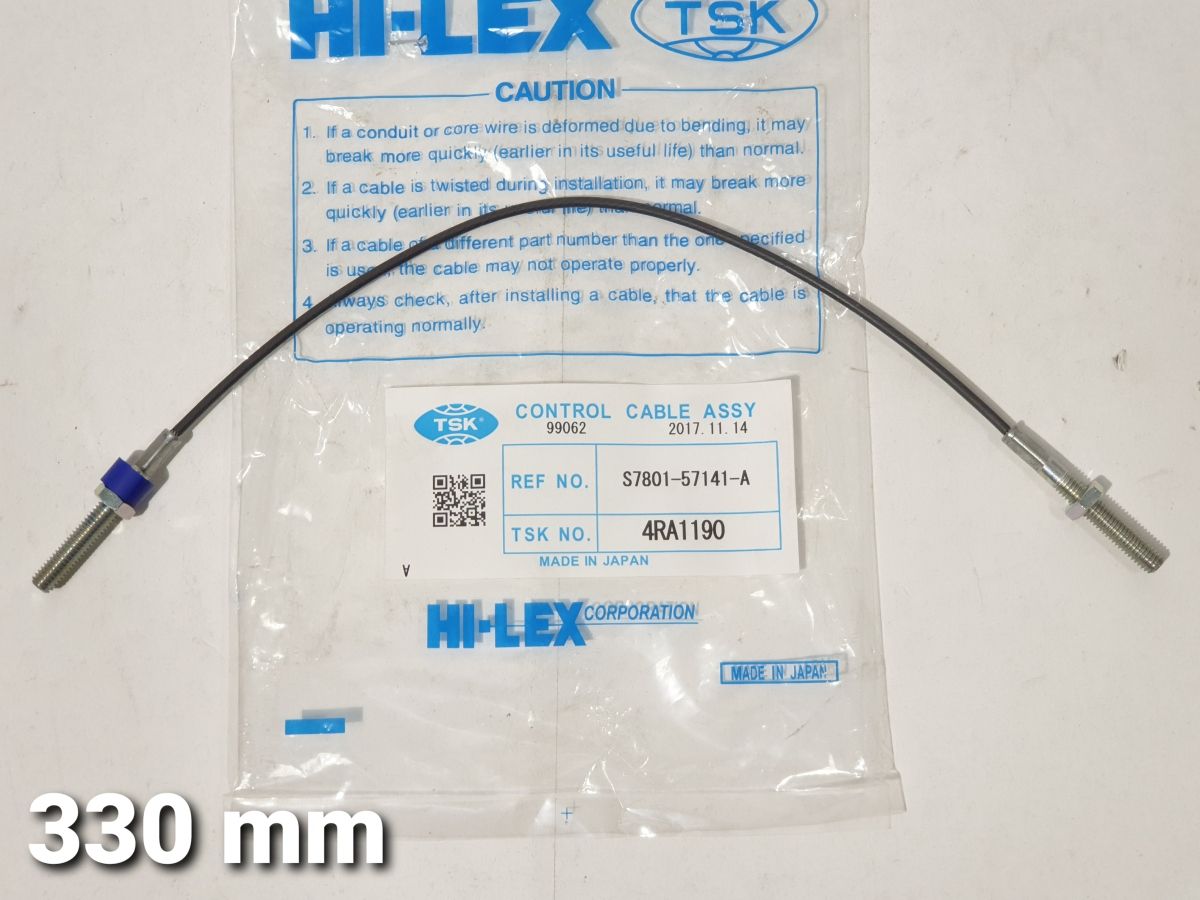 HI-LEX TSK
CAUTION
1. If a conduit or core wire is deformed due to bending, it may
break more quickly (earlier in its useful life) than normal.
2. If a cable is twisted during installation, it may break more
quickly (earlier in its useful life) than normal.
3. If a cable of a different part number than the one specified
is used, the cable may not operate properly.
4. Always check, after installing a cable, that the cable is
operating normally.
TSK® CONTROL CABLE ASSY
99062 2017.11.14
REF NO. S7801-57141-A
TSK NO. 4RA1190
MADE IN JAPAN
A
HI-LEX CORPORATION
MADE IN JAPAN
330 mm